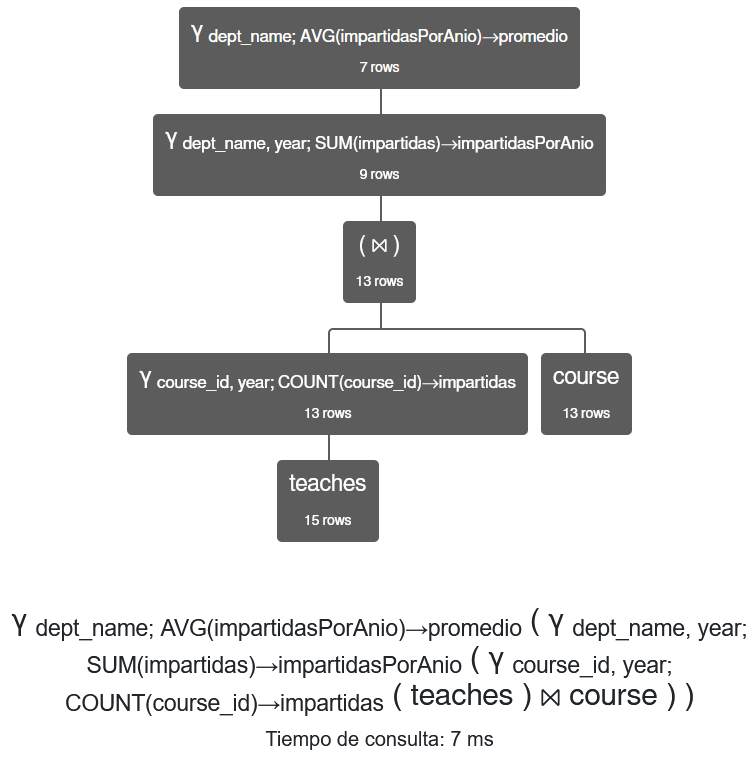 γ dept_name; AVG(impartidasPorAnio)→promedio
7 rows
γ dept_name, year; SUM(impartidas)→impartidasPorAnio
9 rows
( ⋈ )
13 rows
γ course_id, year; COUNT(course_id)→impartidas
13 rows
course
13 rows
teaches
15 rows
γ dept_name; AVG(impartidasPorAnio)→promedio ( γ dept_name, year;
SUM(impartidas)→impartidasPorAnio ( γ course_id, year;
COUNT(course_id)→impartidas ( teaches ) ⋈ course ) )
Tiempo de consulta: 7 ms